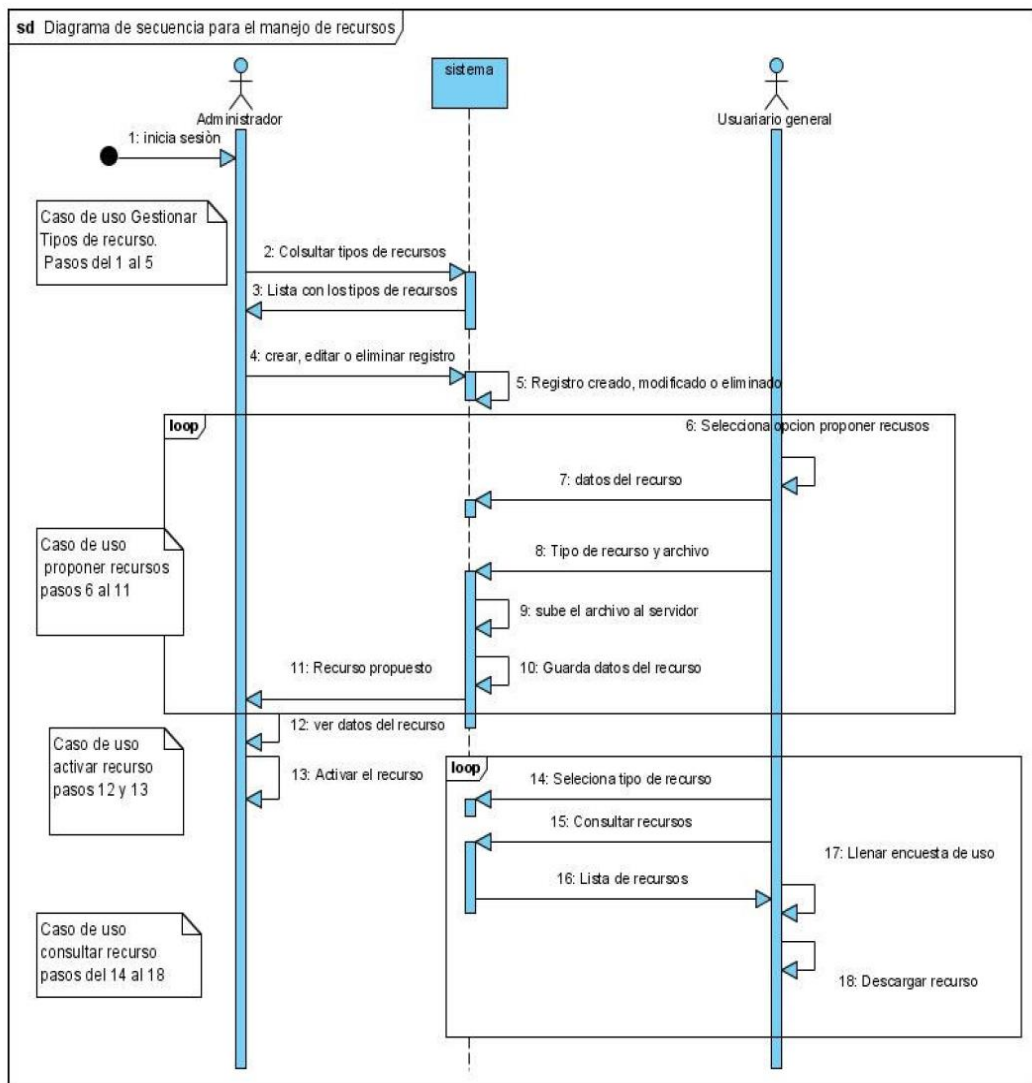 sd Diagrama de secuencia para el manejo de recursos
sistema
Administrador
Usuariario general
1: inicia sesiòn
Caso de uso Gestionar
Tipos de recurso.
Pasos del 1 al 5
2: Colsultar tipos de recursos
3: Lista con los tipos de recursos
4: crear, editar o eliminar registro
5: Registro creado, modificado o eliminado
loop
6: Selecciona opcion proponer recusos
7: datos del recurso
Caso de uso
proponer recursos
pasos 6 al 11
8: Tipo de recurso y archivo
9: sube el archivo al servidor
10: Guarda datos del recurso
11: Recurso propuesto
12: ver datos del recurso
Caso de uso
activar recurso
pasos 12 y 13
13: Activar el recurso
loop
14: Seleciona tipo de recurso
15: Consultar recursos
16: Lista de recursos
17: Llenar encuesta de uso
Caso de uso
consultar recurso
pasos del 14 al 18
18: Descargar recurso